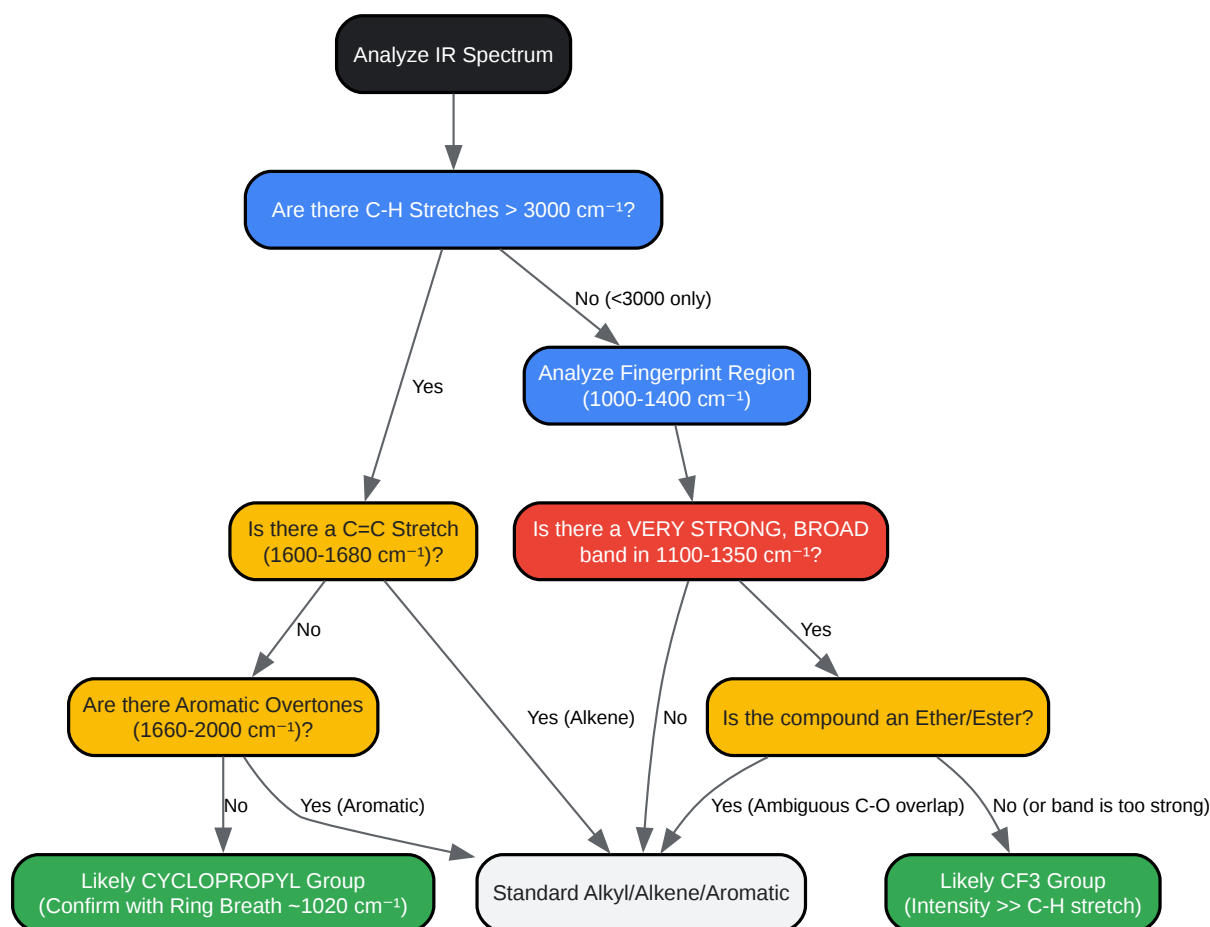 Analyze IR Spectrum
Are there C-H Stretches > 3000 cm⁻¹?
No (<3000 only)
Analyze Fingerprint Region
(1000-1400 cm⁻¹)
Yes
Is there a C=C Stretch
(1600-1680 cm⁻¹)?
Is there a VERY STRONG, BROAD
band in 1100-1350 cm⁻¹?
No
Yes
Are there Aromatic Overtones
(1660-2000 cm⁻¹)?
Yes (Alkene)
No
Is the compound an Ether/Ester?
No
Yes (Aromatic)
Yes (Ambiguous C-O overlap)
No (or band is too strong)
Likely CYCLOPROPYL Group
(Confirm with Ring Breath ~1020 cm⁻¹)
Standard Alkyl/Alkene/Aromatic
Likely CF3 Group
(Intensity >> C-H stretch)